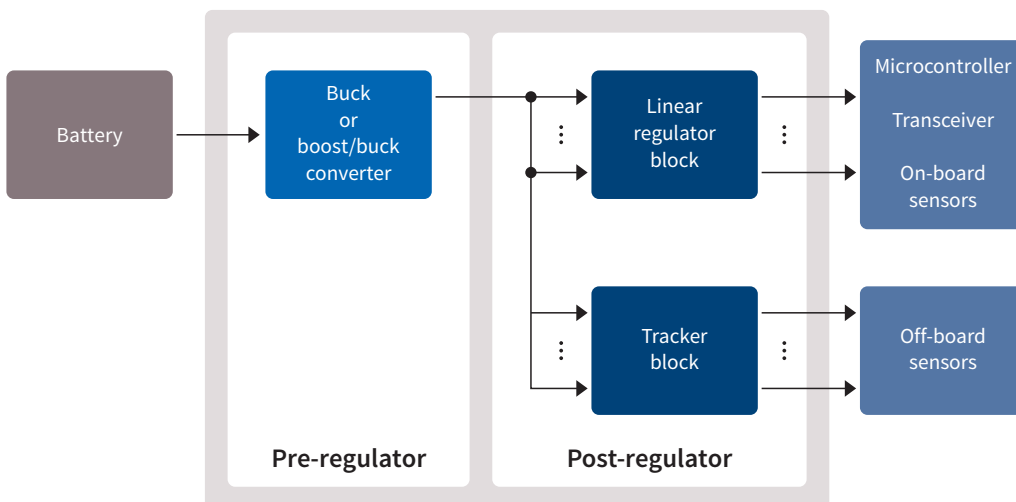 Battery
Buck
or
boost/buck
converter
Linear
regulator
block
Microcontroller
Transceiver
On-board
sensors
Tracker
block
Off-board
sensors
Pre-regulator
Post-regulator